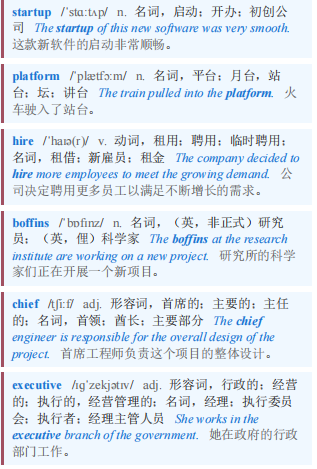 startup /ˈstɑːtʌp/ n. 名词，启动；开办；初创公
司 The startup of this new software was very smooth.
这款新软件的启动非常顺畅。
platform /ˈplætfɔːm/ n. 名词，平台；月台，站
台；坛；讲台 The train pulled into the platform. 火
车驶入了站台。
hire /ˈhaɪə(r)/ v. 动词，租用；聘用；临时聘用；
名词，租借；新雇员；租金 The company decided to
hire more employees to meet the growing demand. 公
司决定聘用更多员工以满足不断增长的需求。
boffins /ˈbɒfɪnz/ n. 名词，（英，非正式）研究
员；（英，俚）科学家 The boffins at the research
institute are working on a new project. 研究所的科学
家们正在开展一个新项目。
chief /tʃiːf/ adj. 形容词，首席的；主要的；主任
的；名词，首领；酋长；主要部分 The chief
engineer is responsible for the overall design of the
project. 首席工程师负责这个项目的整体设计。
executive /ɪɡˈzekjətɪv/ adj. 形容词，行政的；经营
的；执行的，经营管理的；名词，经理；执行委员
会；执行者；经理主管人员 She works in the
executive branch of the government. 她在政府的行政
部门工作。